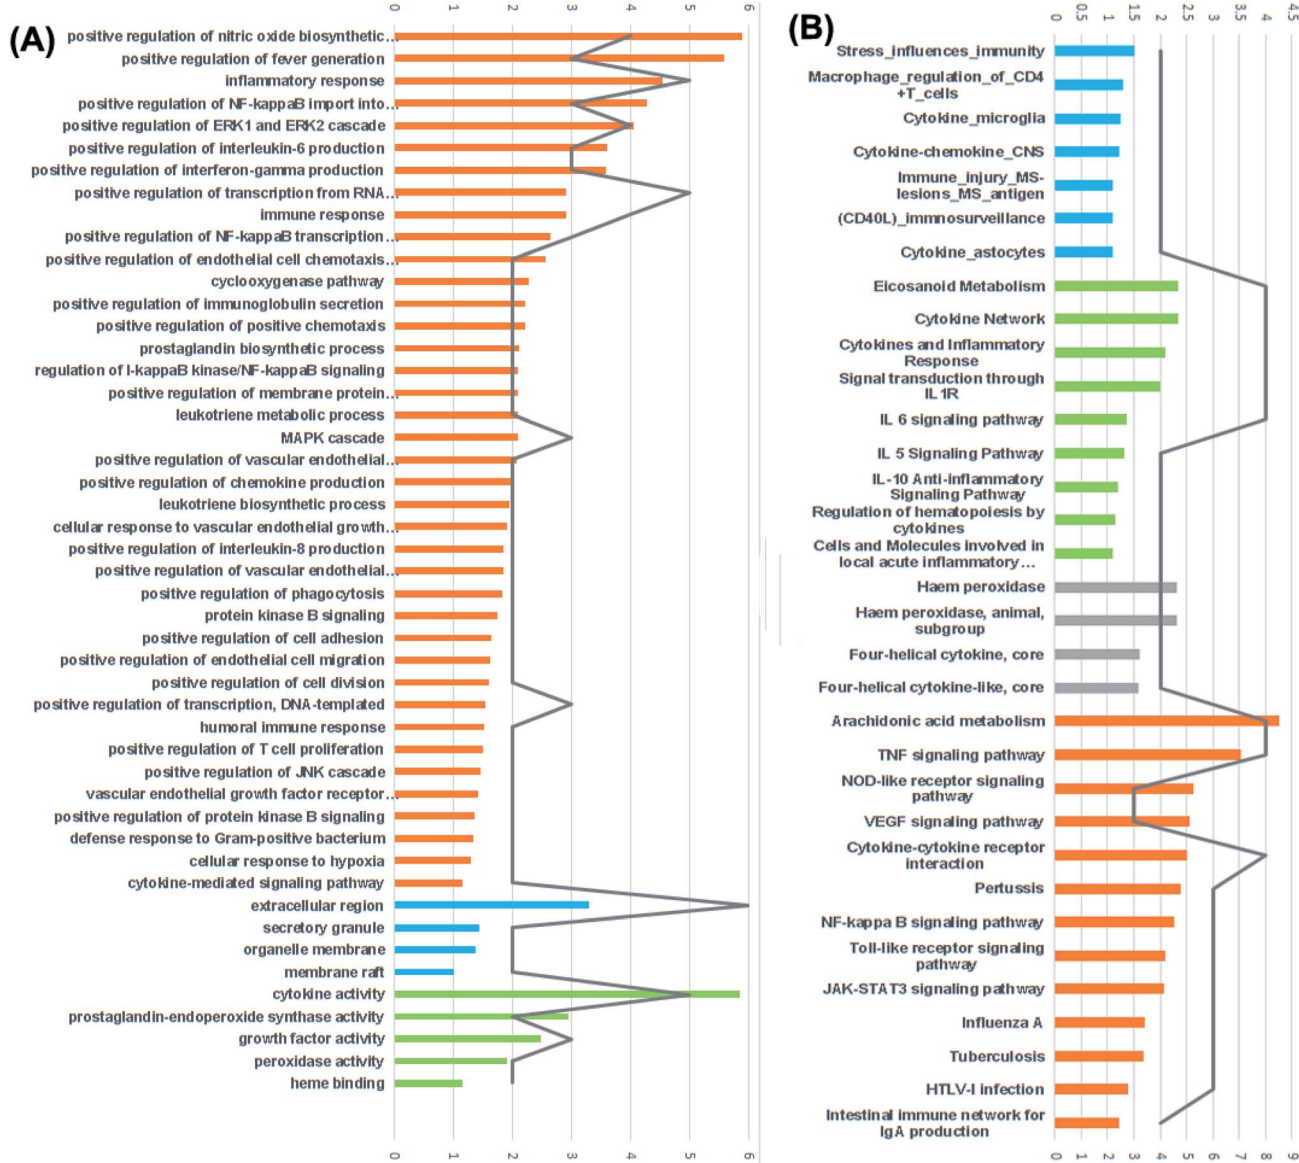 (A)
0 1 2 3 4 5 6
positive regulation of nitric oxide biosynthetic...
positive regulation of fever generation
inflammatory response
positive regulation of NF-kappaB import into...
positive regulation of ERK1 and ERK2 cascade
positive regulation of interleukin-6 production
positive regulation of interferon-gamma production
positive regulation of transcription from RNA...
immune response
positive regulation of NF-kappaB transcription...
positive regulation of endothelial cell chemotaxis...
cyclooxygenase pathway
positive regulation of immunoglobulin secretion
positive regulation of positive chemotaxis
prostaglandin biosynthetic process
regulation of I-kappaB kinase/NF-kappaB signaling
positive regulation of membrane protein...
leukotriene metabolic process
MAPK cascade
positive regulation of vascular endothelial...
positive regulation of chemokine production
leukotriene biosynthetic process
cellular response to vascular endothelial growth...
positive regulation of interleukin-8 production
positive regulation of vascular endothelial...
positive regulation of phagocytosis
protein kinase B signaling
positive regulation of cell adhesion
positive regulation of endothelial cell migration
positive regulation of cell division
positive regulation of transcription, DNA-templated
humoral immune response
positive regulation of T cell proliferation
positive regulation of JNK cascade
vascular endothelial growth factor receptor...
positive regulation of protein kinase B signaling
defense response to Gram-positive bacterium
cellular response to hypoxia
cytokine-mediated signaling pathway
extracellular region
secretory granule
organelle membrane
membrane raft
cytokine activity
prostaglandin-endoperoxide synthase activity
growth factor activity
peroxidase activity
heme binding
0 1 2 3 4 5 6
(B)
0 0.5 1 1.5 2 2.5 3 3.5 4 4.5
Stress_influences_immunity
Macrophage_regulation_of_CD4
+T_cells
Cytokine_microglia
Cytokine-chemokine_CNS
Immune_injury_MS-
lesions_MS_antigen
(CD40L)_immnosurveillance
Cytokine_astocytes
Eicosanoid Metabolism
Cytokine Network
Cytokines and Inflammatory
Response
Signal transduction through
IL1R
IL 6 signaling pathway
IL 5 Signaling Pathway
IL-10 Anti-inflammatory
Signaling Pathway
Regulation of hematopoiesis by
cytokines
Cells and Molecules involved in
local acute inflammatory...
Haem peroxidase
Haem peroxidase, animal,
subgroup
Four-helical cytokine, core
Four-helical cytokine-like, core
Arachidonic acid metabolism
TNF signaling pathway
NOD-like receptor signaling
pathway
VEGF signaling pathway
Cytokine-cytokine receptor
interaction
Pertussis
NF-kappa B signaling pathway
Toll-like receptor signaling
pathway
JAK-STAT3 signaling pathway
Influenza A
Tuberculosis
HTLV-I infection
Intestinal immune network for
IgA production
0 1 2 3 4 5 6 7 8 9